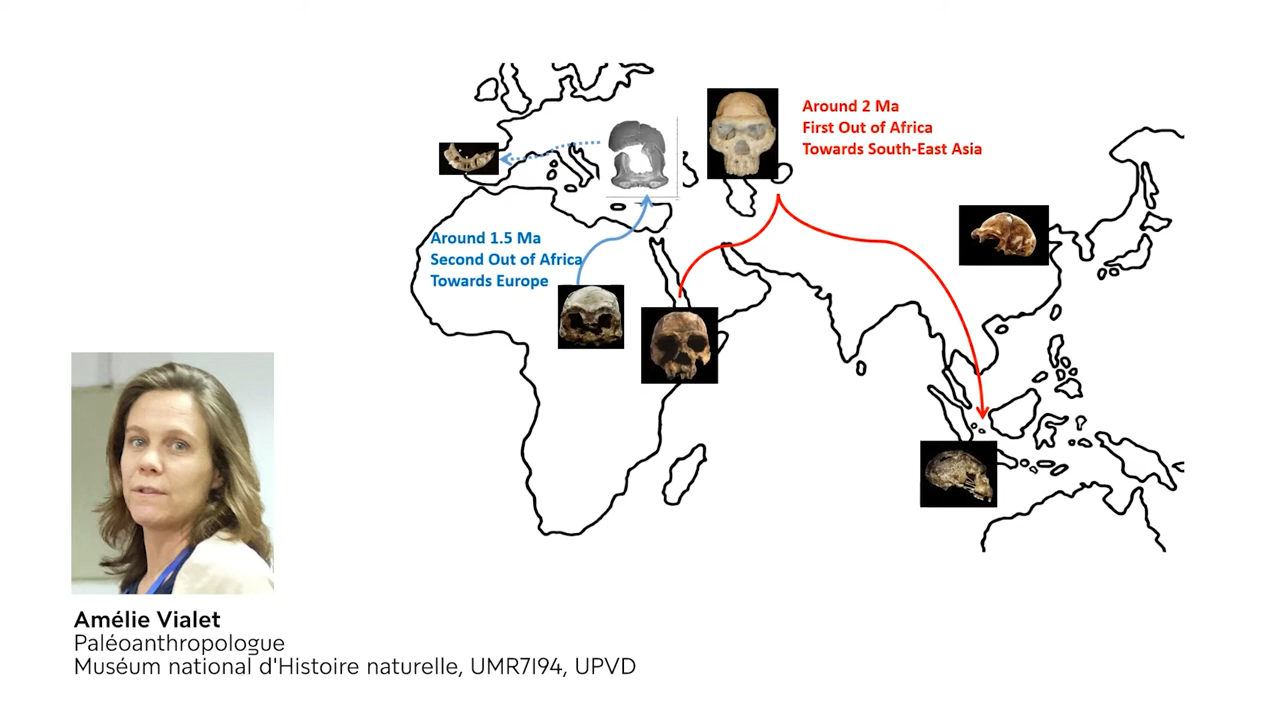 Around 2 Ma
First Out of Africa
Towards South-East Asia
Around 1.5 Ma
Second Out of Africa
Towards Europe
Amélie Vialet
Paléoanthropologue
Muséum national d'Histoire naturelle, UMR7194, UPVD